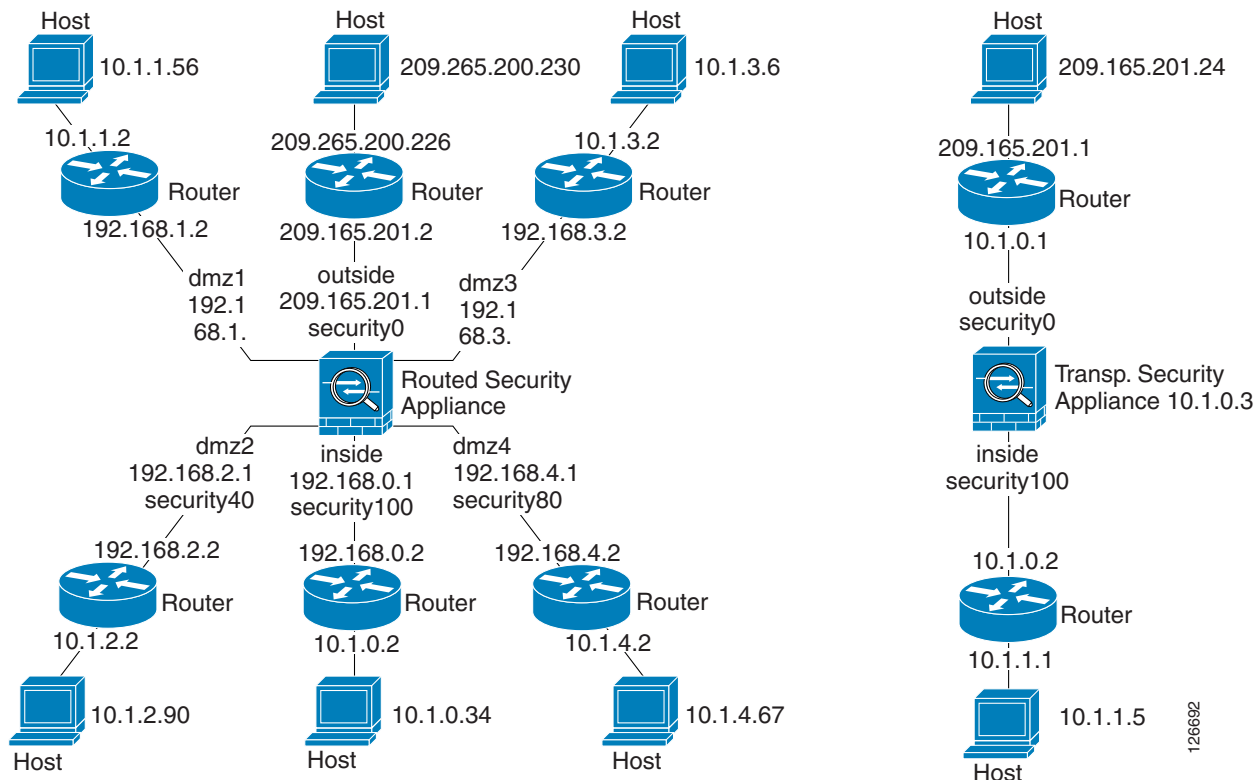 Host
10.1.1.56
10.1.1.2
Router
192.168.1.2
dmz1
192.1
68.1.
Host
209.265.200.230
209.265.200.226
Router
209.165.201.2
outside
209.165.201.1
security0
Host
10.1.3.6
10.1.3.2
Router
192.168.3.2
dmz3
192.1
68.3.
Routed Security
Appliance
dmz2
192.168.2.1
security40
192.168.2.2
Router
10.1.2.2
10.1.2.90
Host
inside
192.168.0.1
security100
192.168.0.2
Router
10.1.0.2
10.1.0.34
Host
dmz4
192.168.4.1
security80
192.168.4.2
Router
10.1.4.2
10.1.4.67
Host
Host
209.165.201.24
209.165.201.1
Router
10.1.0.1
outside
security0
Transp. Security
Appliance 10.1.0.3
inside
security100
10.1.0.2
Router
10.1.1.1
10.1.1.5
Host
126692